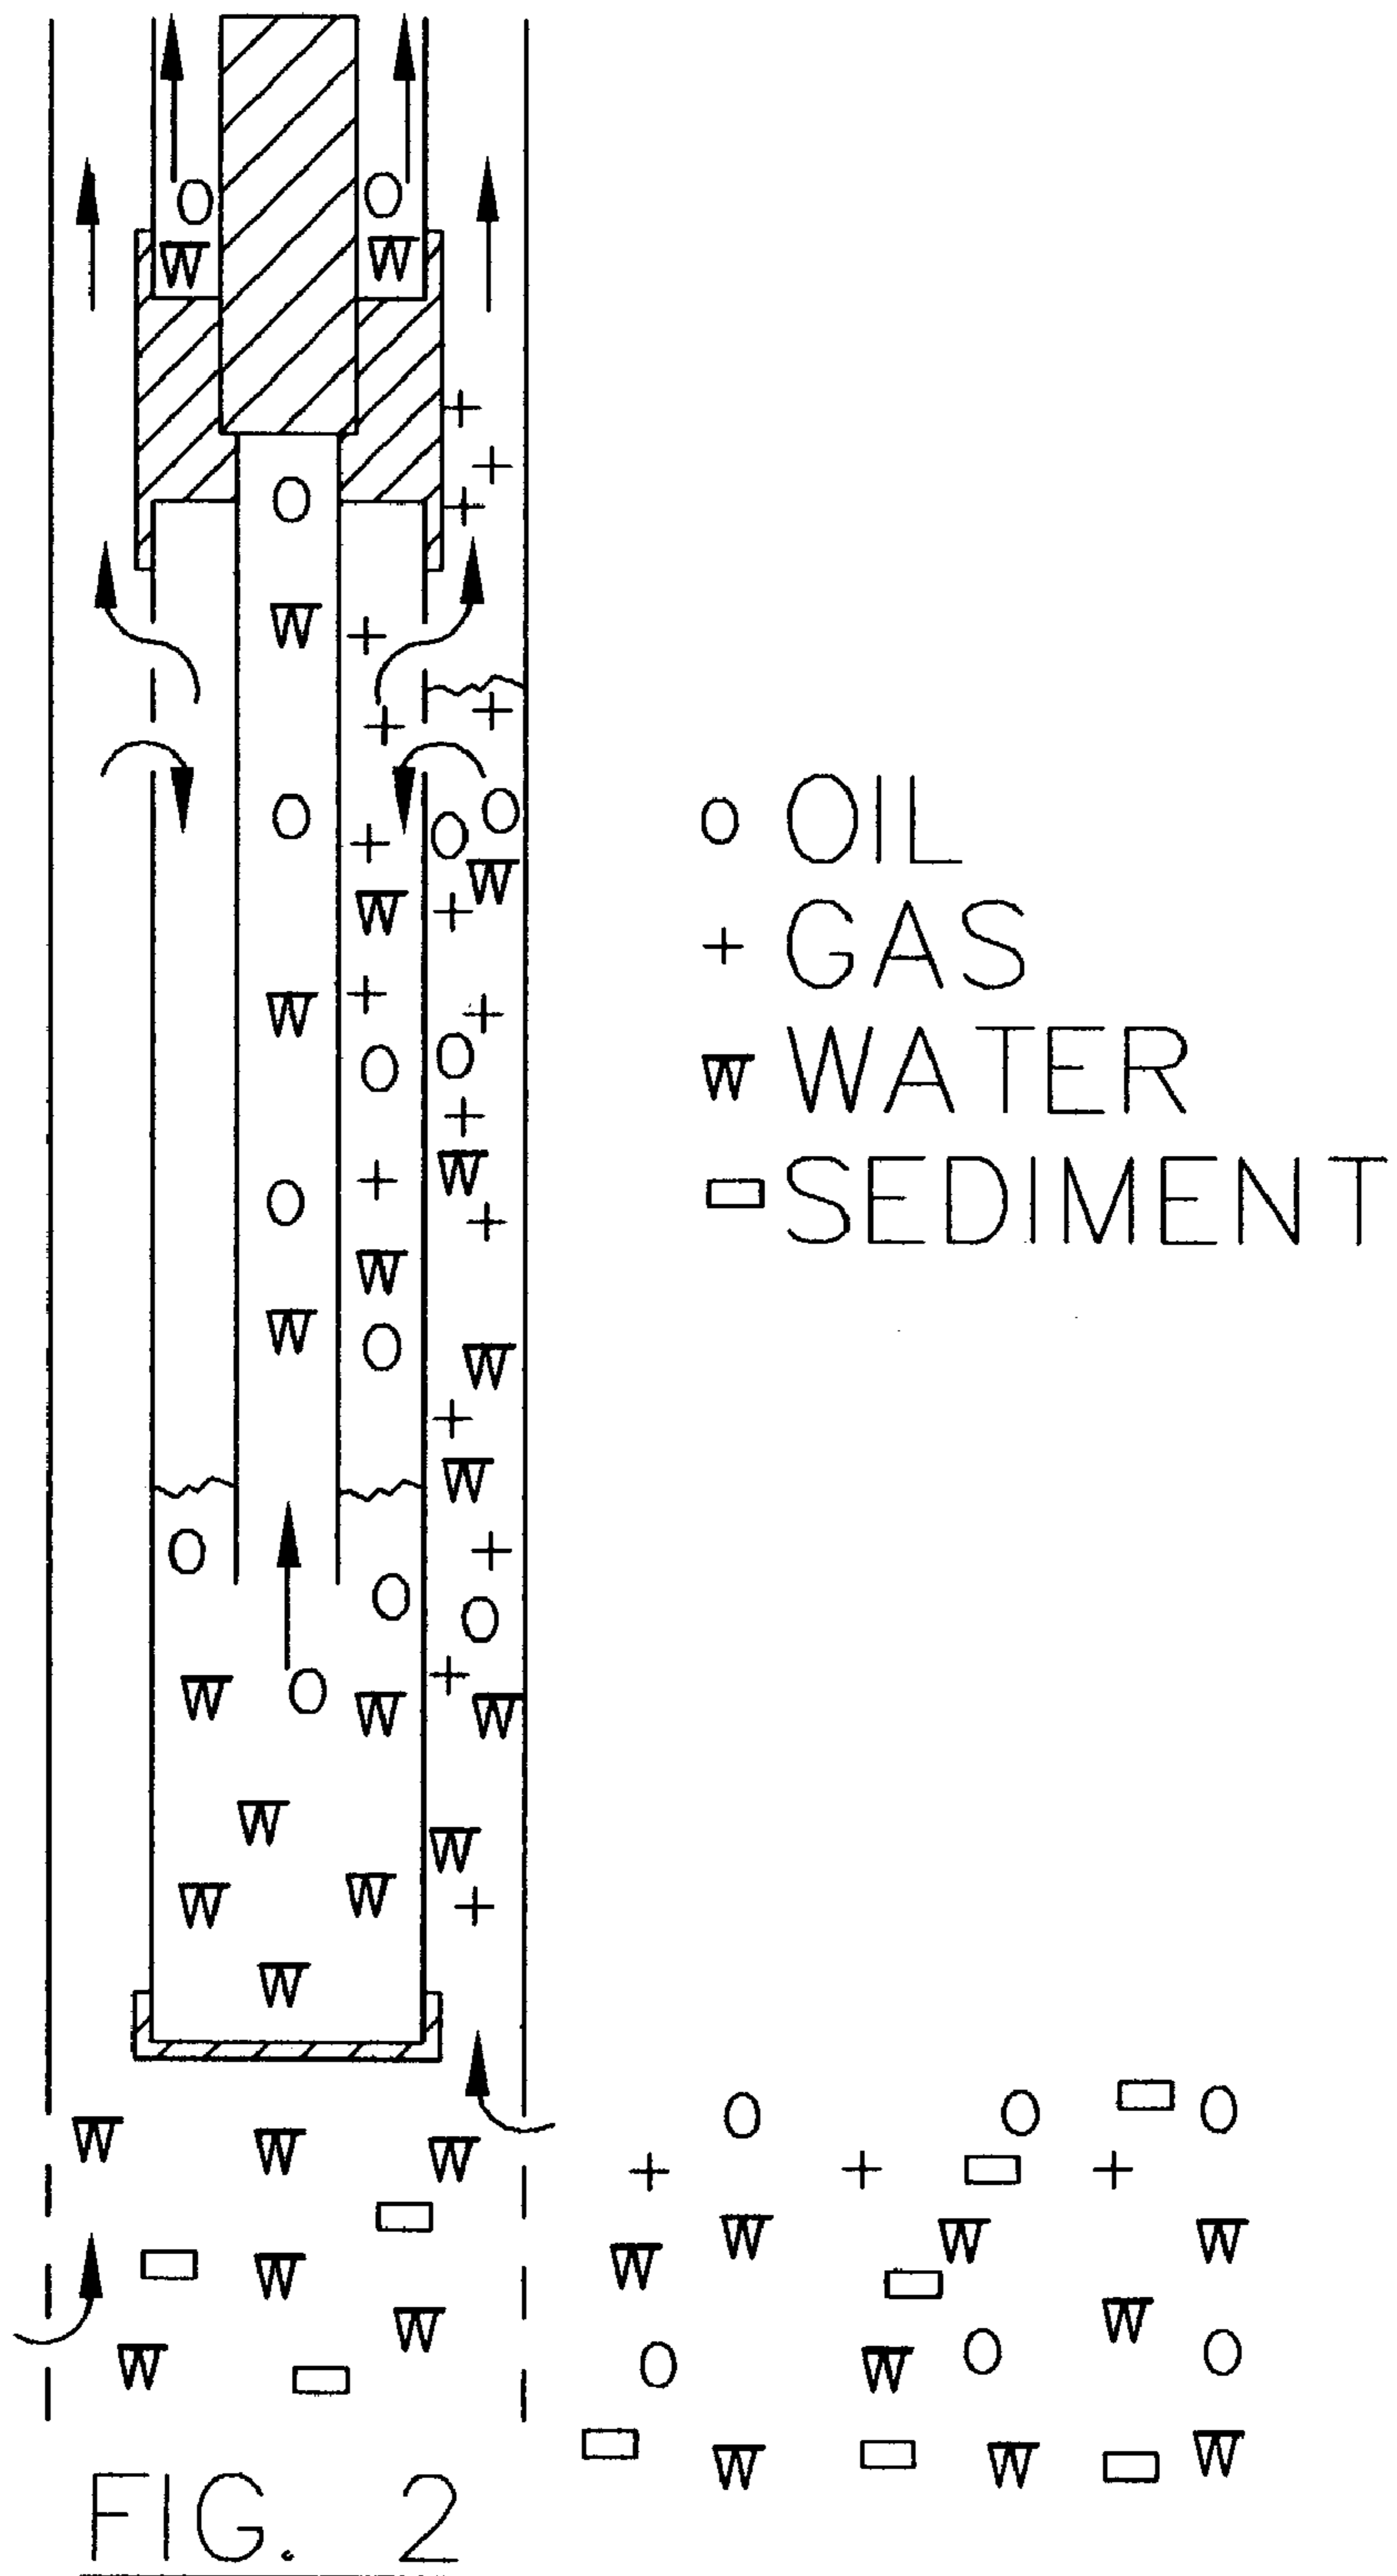 OIL
GAS
WATER
SEDIMENT
FIG. 2